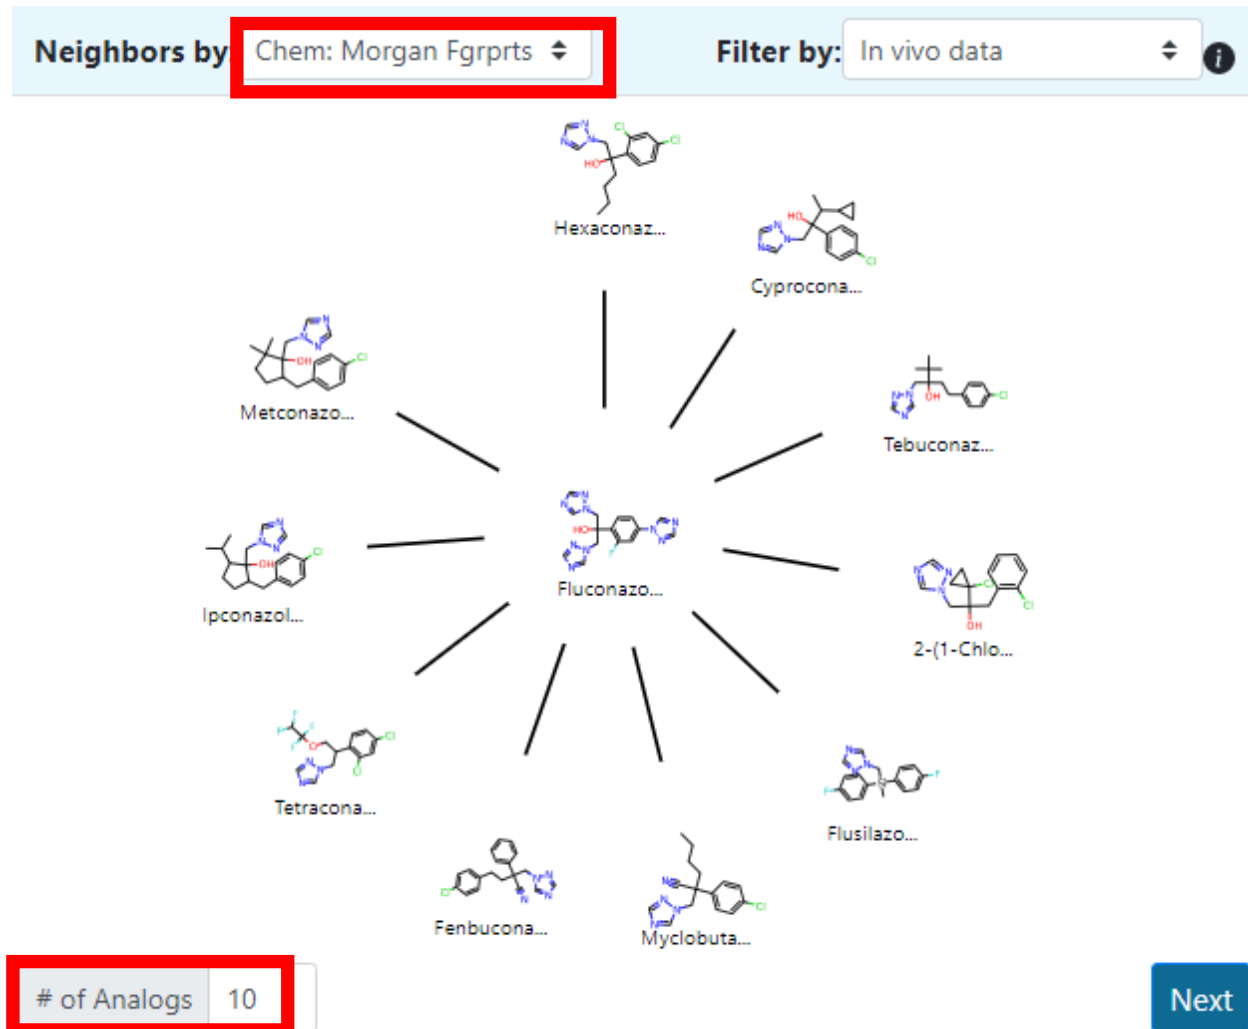 Neighbors by: Chem: Morgan Fgrprts Filter by: In vivo data i
Hexaconaz...
Cyprocona...
Metconazo...
Tebuconaz...
Fluconazo...
Ipconazol...
2-(1-Chlo...
Tetracona...
Flusilazo...
Fenbucona...
Myclobuta...
# of Analogs 10
Next